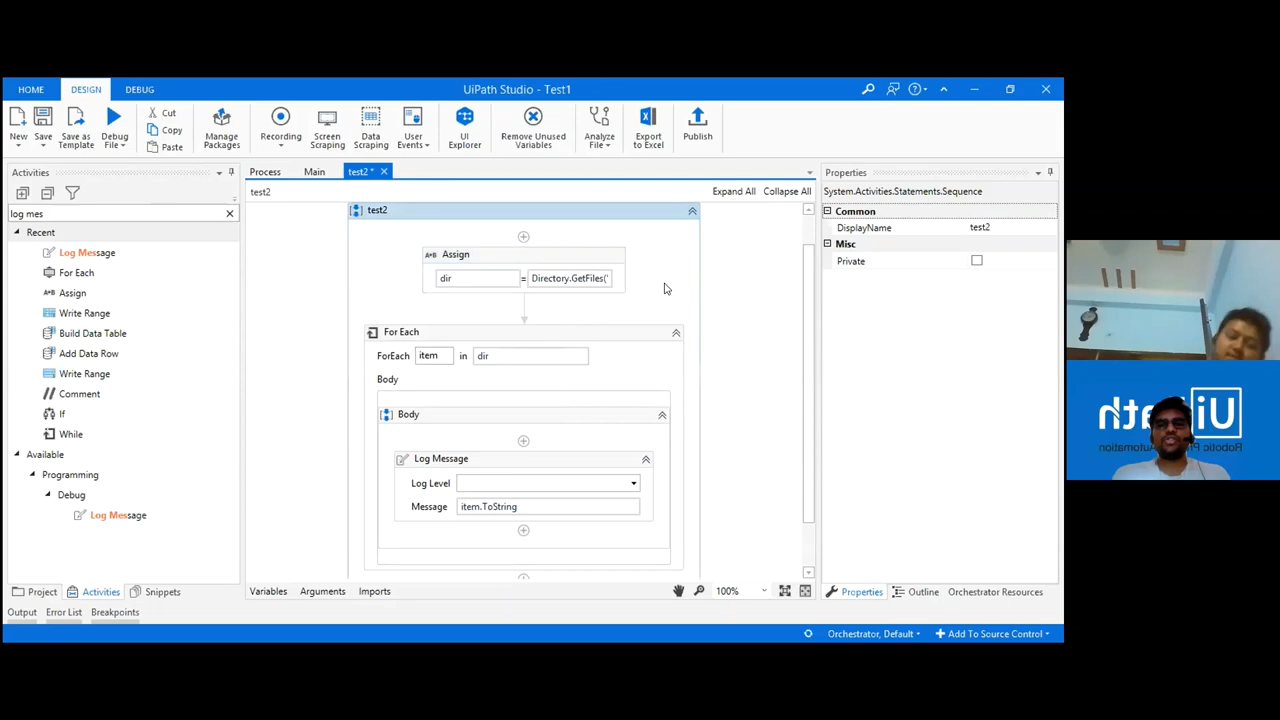 HOME DESIGN DEBUG UiPath Studio - Test1
New Save Save as Template Debug File Cut Copy Paste Manage Packages Recording Screen Scraping Data Scraping User Events UI Explorer Remove Unused Variables Analyze File Export to Excel Publish
Activities
log mes
Recent
Log Message
For Each
Assign
Write Range
Build Data Table
Add Data Row
Write Range
Comment
If
While
Available
Programming
Debug
Log Message
Project Activities Snippets
Process Main test2 *
test2 Expand All Collapse All
test2
Assign
dir = Directory.GetFiles("
For Each
ForEach item in dir
Body
Body
Log Message
Log Level
Message item.ToString
Variables Arguments Imports 100%
Properties
System.Activities.Statements.Sequence
Common
DisplayName test2
Misc
Private
Properties Outline Orchestrator Resources
Output Error List Breakpoints
Orchestrator, Default Add To Source Control
UiPath